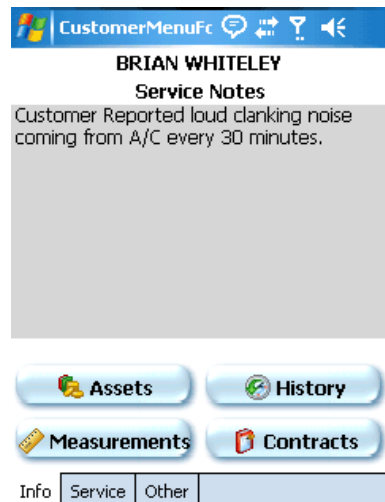 CustomerMenuFc
BRIAN WHITELEY
Service Notes
Customer Reported loud clanking noise
coming from A/C every 30 minutes.
Assets
History
Measurements
Contracts
Info Service Other